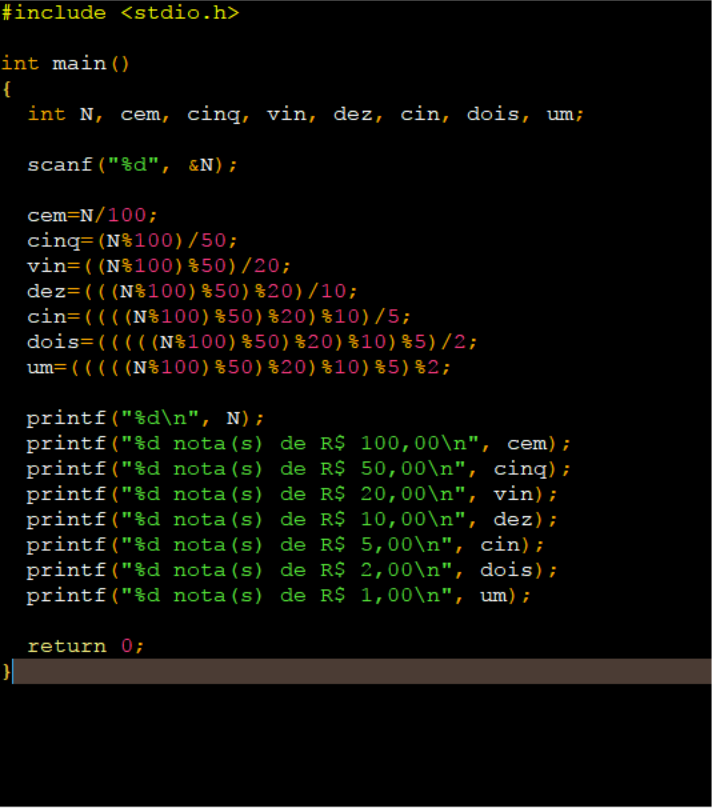 #include <stdio.h>
int main()
{
int N, cem, cinq, vin, dez, cin, dois, um;
scanf("%d", &N);
cem=N/100;
cinq=(N%100)/50;
vin=((N%100)%50)/20;
dez=(((N%100)%50)%20)/10;
cin=((((N%100)%50)%20)%10)/5;
dois=(((((N%100)%50)%20)%10)%5)/2;
um=(((((N%100)%50)%20)%10)%5)%2;
printf("%d\n", N);
printf("%d nota(s) de R$ 100,00\n", cem);
printf("%d nota(s) de R$ 50,00\n", cinq);
printf("%d nota(s) de R$ 20,00\n", vin);
printf("%d nota(s) de R$ 10,00\n", dez);
printf("%d nota(s) de R$ 5,00\n", cin);
printf("%d nota(s) de R$ 2,00\n", dois);
printf("%d nota(s) de R$ 1,00\n", um);
return 0;
}